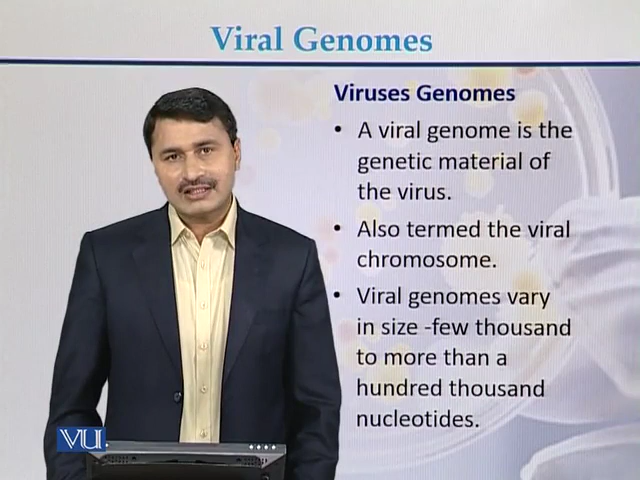 Viral Genomes
Viruses Genomes
• A viral genome is the
genetic material of
the virus.
• Also termed the viral
chromosome.
• Viral genomes vary
in size -few thousand
to more than a
hundred thousand
nucleotides.
VU.